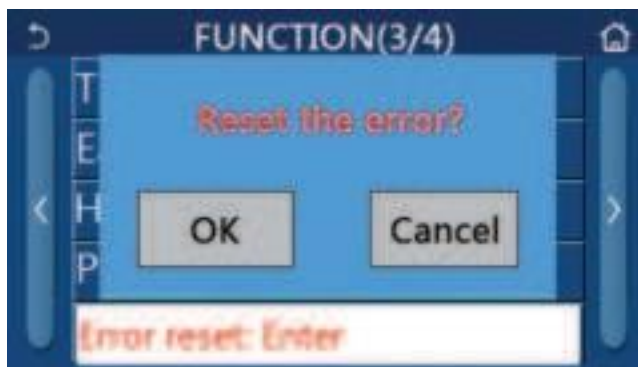 FUNCTION(3/4)
T
Reset the error?
E
H
OK
Cancel
P
Error reset: Enter